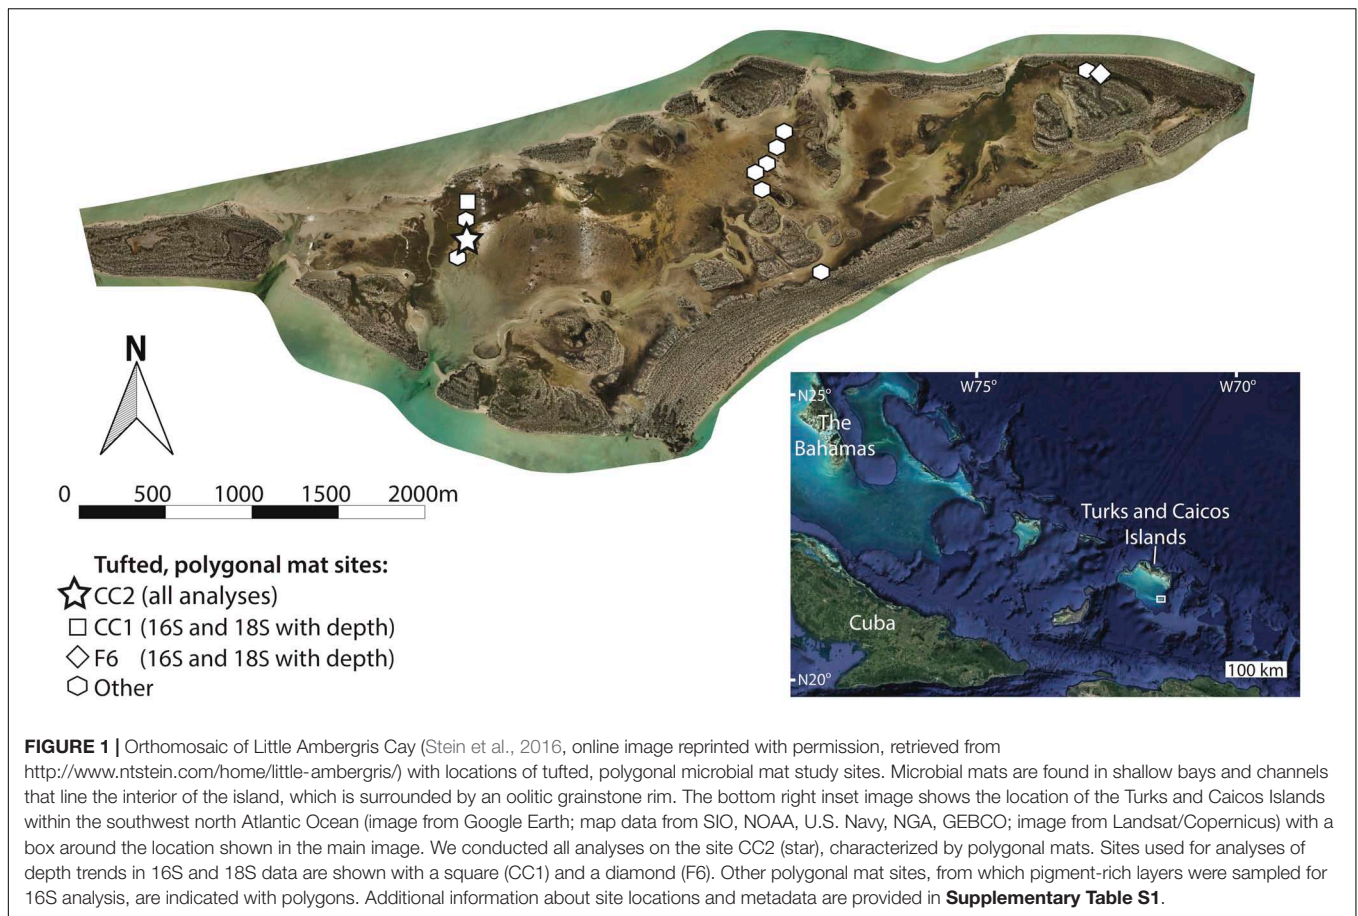 N
0 500 1000 1500 2000m
Tufted, polygonal mat sites:
CC2 (all analyses)
CC1 (16S and 18S with depth)
F6 (16S and 18S with depth)
Other
W75° W70°
N25°
The
Bahamas
Turks and Caicos
Islands
Cuba
N20°
100 km
FIGURE 1 | Orthomosaic of Little Ambergris Cay (Stein et al., 2016, online image reprinted with permission, retrieved from
http://www.ntstein.com/home/little-ambergris/) with locations of tufted, polygonal microbial mat study sites. Microbial mats are found in shallow bays and channels
that line the interior of the island, which is surrounded by an oolitic grainstone rim. The bottom right inset image shows the location of the Turks and Caicos Islands
within the southwest north Atlantic Ocean (image from Google Earth; map data from SIO, NOAA, U.S. Navy, NGA, GEBCO; image from Landsat/Copernicus) with a
box around the location shown in the main image. We conducted all analyses on the site CC2 (star), characterized by polygonal mats. Sites used for analyses of
depth trends in 16S and 18S data are shown with a square (CC1) and a diamond (F6). Other polygonal mat sites, from which pigment-rich layers were sampled for
16S analysis, are indicated with polygons. Additional information about site locations and metadata are provided in Supplementary Table S1.